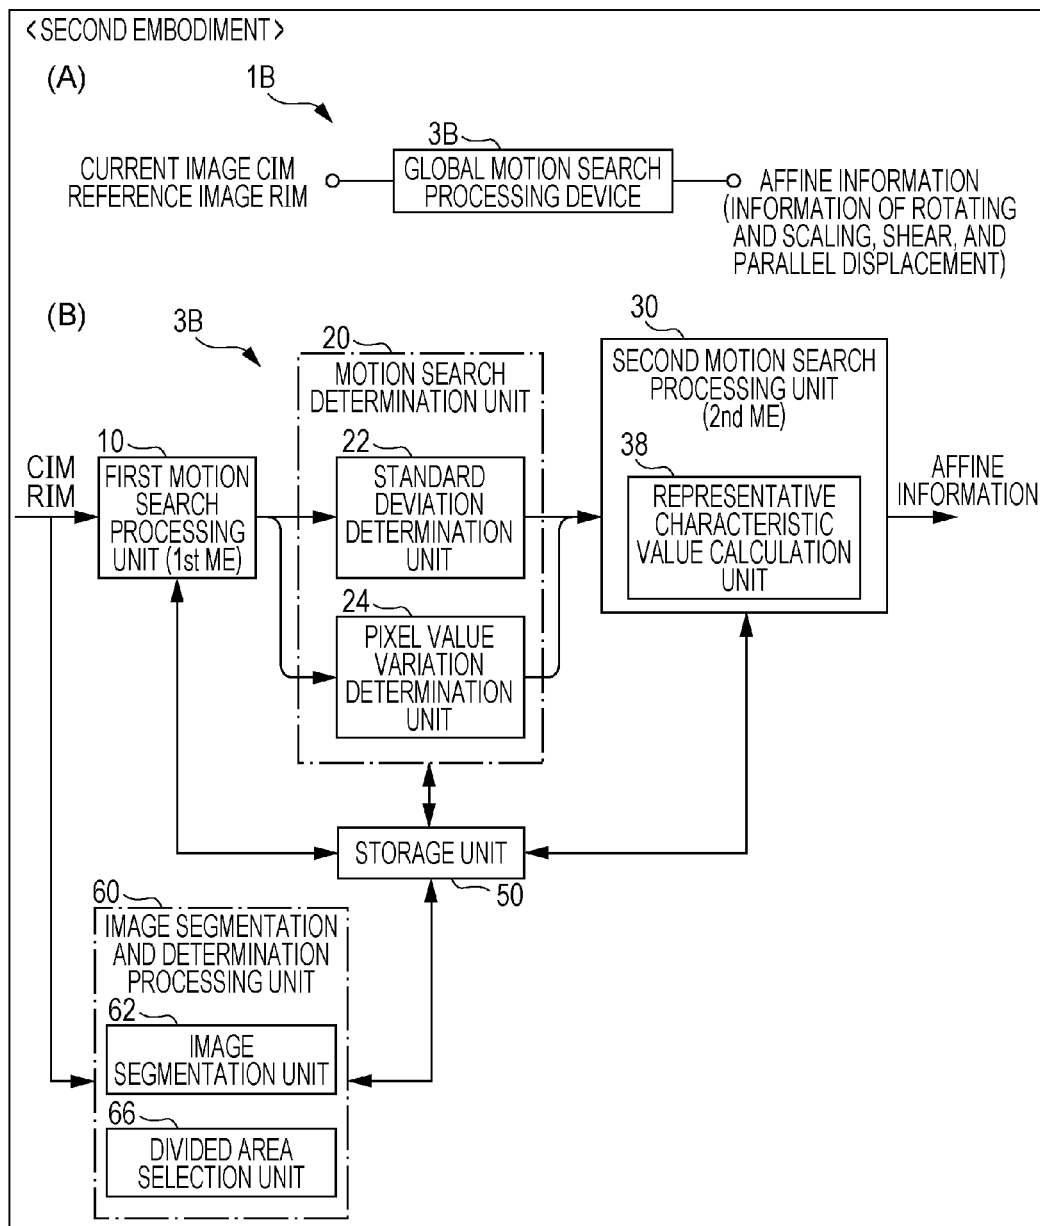 <SECOND EMBODIMENT>
(A)
1B
3B
CURRENT IMAGE CIM
REFERENCE IMAGE RIM
GLOBAL MOTION SEARCH
PROCESSING DEVICE
AFFINE INFORMATION
(INFORMATION OF ROTATING
AND SCALING, SHEAR, AND
PARALLEL DISPLACEMENT)
(B)
3B
20
MOTION SEARCH
DETERMINATION UNIT
30
SECOND MOTION SEARCH
PROCESSING UNIT
(2nd ME)
CIM
RIM
10
FIRST MOTION
SEARCH
PROCESSING
UNIT (1st ME)
22
STANDARD
DEVIATION
DETERMINATION
UNIT
38
REPRESENTATIVE
CHARACTERISTIC
VALUE CALCULATION
UNIT
AFFINE
INFORMATION
24
PIXEL VALUE
VARIATION
DETERMINATION
UNIT
STORAGE UNIT
50
60
IMAGE SEGMENTATION
AND DETERMINATION
PROCESSING UNIT
62
IMAGE
SEGMENTATION UNIT
66
DIVIDED AREA
SELECTION UNIT